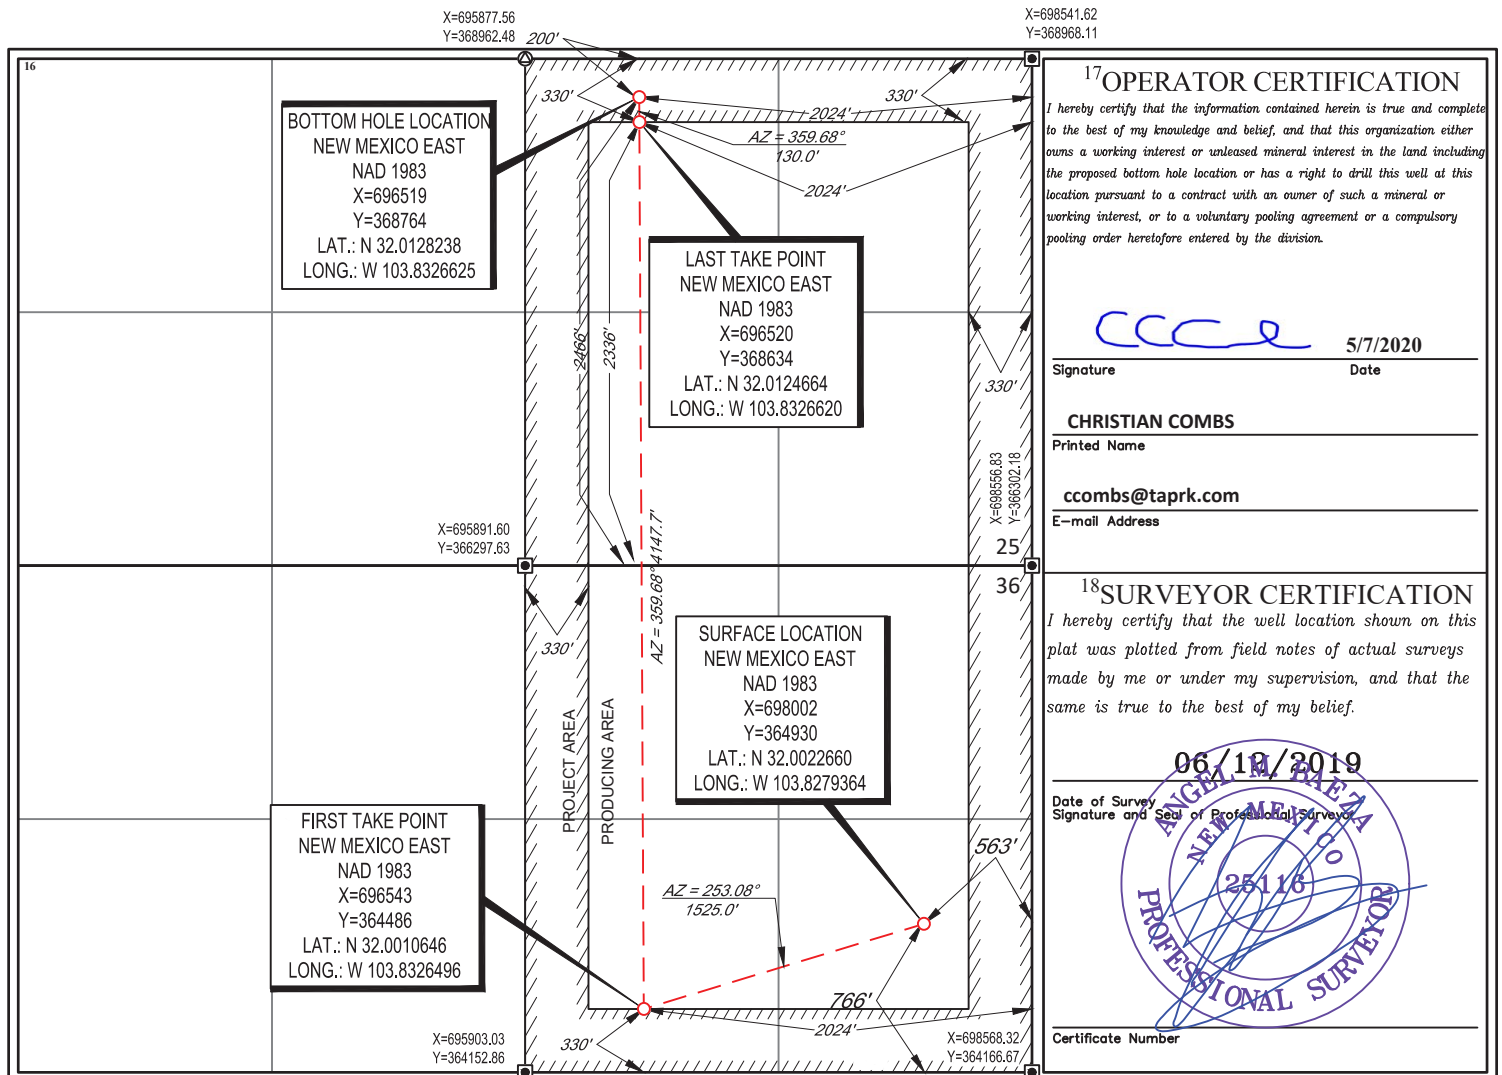 X=695877.56
Y=368962.48
X=698541.62
Y=368968.11
16
200'
330'
330'
2024'
AZ = 359.68°
130.0'
2024'
BOTTOM HOLE LOCATION
NEW MEXICO EAST
NAD 1983
X=696519
Y=368764
LAT.: N 32.0128238
LONG.: W 103.8326625
LAST TAKE POINT
NEW MEXICO EAST
NAD 1983
X=696520
Y=368634
LAT.: N 32.0124664
LONG.: W 103.8326620
2466'
2336'
330'
X=698556.83
Y=366302.18
X=695891.60
Y=366297.63
25
36
AZ = 359.68° 4147.7'
330'
PROJECT AREA
PRODUCING AREA
SURFACE LOCATION
NEW MEXICO EAST
NAD 1983
X=698002
Y=364930
LAT.: N 32.0022660
LONG.: W 103.8279364
FIRST TAKE POINT
NEW MEXICO EAST
NAD 1983
X=696543
Y=364486
LAT.: N 32.0010646
LONG.: W 103.8326496
563'
AZ = 253.08°
1525.0'
766'
2024'
330'
X=695903.03
Y=364152.86
X=698568.32
Y=364166.67
17 OPERATOR CERTIFICATION
I hereby certify that the information contained herein is true and complete
to the best of my knowledge and belief, and that this organization either
owns a working interest or unleased mineral interest in the land including
the proposed bottom hole location or has a right to drill this well at this
location pursuant to a contract with an owner of such a mineral or
working interest, or to a voluntary pooling agreement or a compulsory
pooling order heretofore entered by the division.
5/7/2020
Signature Date
CHRISTIAN COMBS
Printed Name
ccombs@taprk.com
E-mail Address
18 SURVEYOR CERTIFICATION
I hereby certify that the well location shown on this
plat was plotted from field notes of actual surveys
made by me or under my supervision, and that the
same is true to the best of my belief.
06/12/2019
Date of Survey
Signature and Seal of Professional Surveyor
ANGEL M. BAEZA
NEW MEXICO
25116
PROFESSIONAL SURVEYOR
Certificate Number